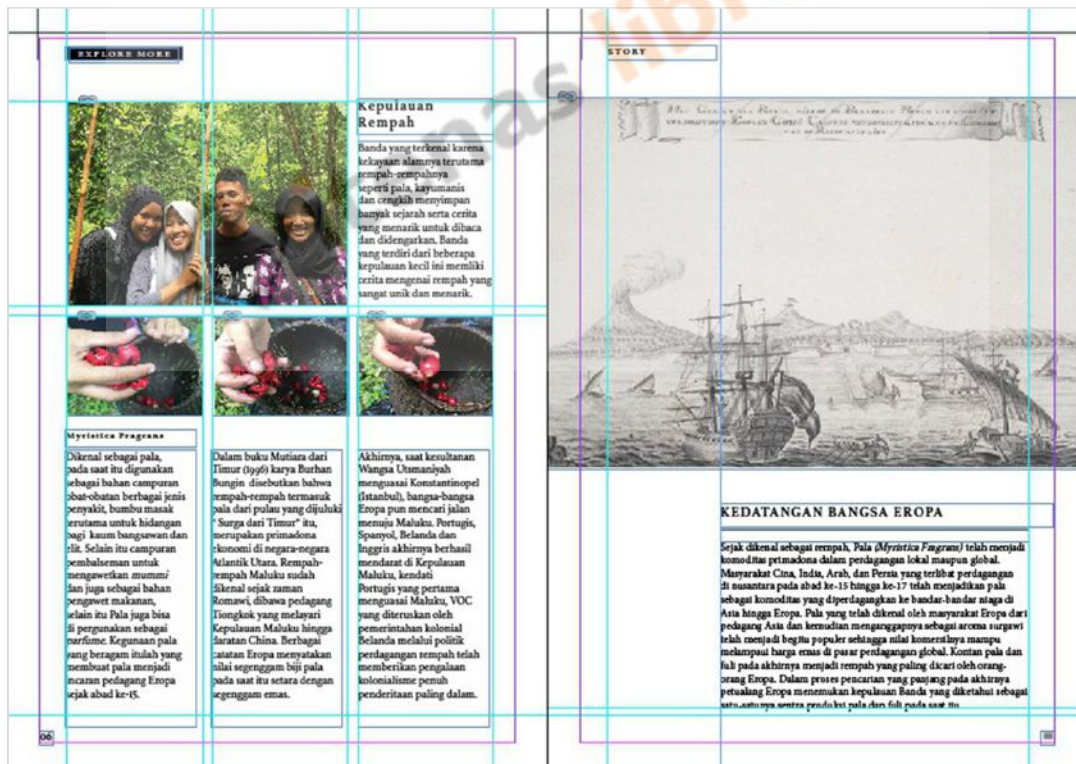 EXPLORE MORE
Kepulauan
Rempah
Banda yang terkenal karena
kekayaan alamnya terutama
rempah-rempahnya
seperti pala, kayumanis
dan cengkih menyimpan
banyak sejarah serta cerita
yang menarik untuk dibaca
dan didengarkan, Banda
yang terdiri dari beberapa
kepulauan kecil ini memliki
cerita mengenai rempah yang
sangat unik dan menarik.
Myristica Fragrans
Dikenal sebagai pala,
pada saat itu digunakan
sebagai bahan campuran
obat-obatan berbagai jenis
penyakit, bumbu masak
terutama untuk hidangan
bagi kaum bangsawan dan
elit. Selain itu campuran
pembalseman untuk
mengawetkan mummi
dan juga sebagai bahan
pengawet makanan,
selain itu Pala juga bisa
di pergunakan sebagai
parfume. Kegunaan pala
yang beragam itulah yang
membuat pala menjadi
incaran pedagang Eropa
sejak abad ke-15.
Dalam buku Mutiara dari
Timur (1996) karya Burhan
Bungin disebutkan bahwa
rempah-rempah termasuk
pala dari pulau yang dijuluki
" Surga dari Timur" itu,
merupakan primadona
ekonomi di negara-negara
Atlantik Utara. Rempah-
rempah Maluku sudah
dikenal sejak zaman
Romawi, dibawa pedagang
Tiongkok yang melayari
Kepulauan Maluku hingga
daratan China. Berbagai
catatan Eropa menyatakan
nilai segenggam biji pala
pada saat itu setara dengan
segenggam emas.
Akhirnya, saat kesultanan
Wangsa Utsmaniyah
menguasai Konstantinopel
(Istanbul), bangsa-bangsa
Eropa pun mencari jalan
menuju Maluku. Portugis,
Spanyol, Belanda dan
Inggris akhirnya berhasil
mendarat di Kepulauan
Maluku, kendati
Portugis yang pertama
menguasai Maluku, VOC
yang diteruskan oleh
pemerintahan kolonial
Belanda melalui politik
perdagangan rempah telah
memberikan pengalaan
kolonialisme penuh
penderitaan paling dalam.
06
STORY
KEDATANGAN BANGSA EROPA
Sejak dikenal sebagai rempah, Pala (Myristica Fragrans) telah menjadi
komoditas primadona dalam perdagangan lokal maupun global.
Masyarakat Cina, India, Arab, dan Persia yang terlibat perdagangan
di nusantara pada abad ke-15 hingga ke-17 telah menjadikan pala
sebagai komoditas yang diperdagangkan ke bandar-bandar niaga di
Asia hingga Eropa. Pala yang telah dikenal oleh masyarakat Eropa dari
pedagang Asia dan kemudian menganggapnya sebagai aroma surgawi
telah menjadi begitu populer sehingga nilai komersilnya mampu
melampaui harga emas di pasar perdagangan global. Kontan pala dan
fuli pada akhirnya menjadi rempah yang paling dicari oleh orang-
orang Eropa. Dalam proses pencarian yang panjang pada akhirnya
petualang Eropa menemukan kepulauan Banda yang diketahui sebagai
satu-satunya sentra produksi pala dan fuli pada saat itu